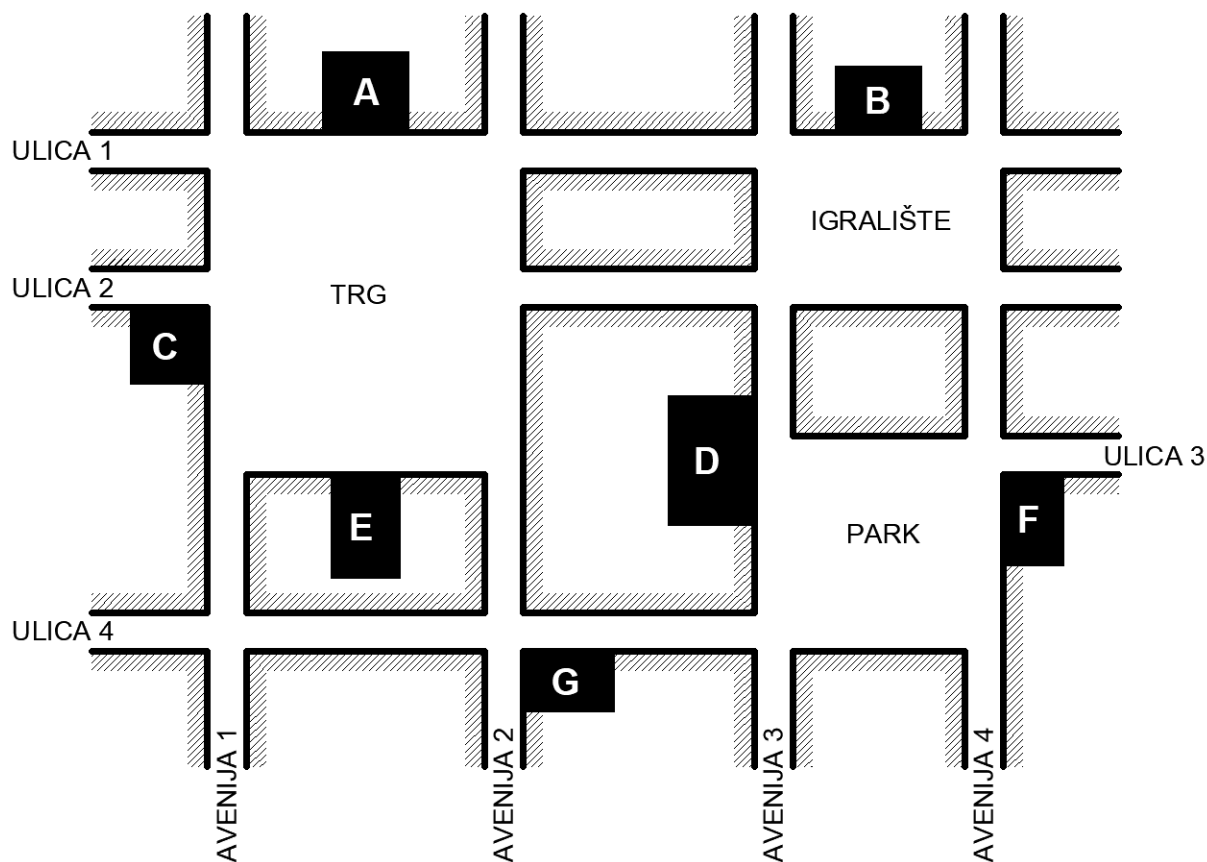 A
B
ULICA 1
IGRALIŠTE
ULICA 2
TRG
C
D
ULICA 3
E
F
PARK
ULICA 4
G
AVENIJA 1
AVENIJA 2
AVENIJA 3
AVENIJA 4